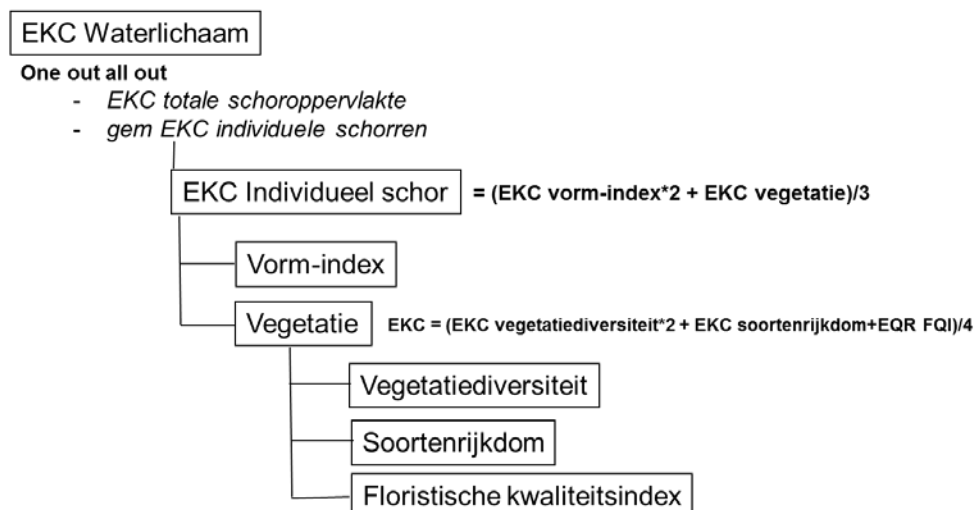 EKC Waterlichaam
One out all out
- EKC totale schoroppervlakte
- gem EKC individuele schorren
EKC Individueel schor = (EKC vorm-index*2 + EKC vegetatie)/3
Vorm-index
Vegetatie EKC = (EKC vegetatiediversiteit*2 + EKC soortenrijkdom+EQR FQI)/4
Vegetatiediversiteit
Soortenrijkdom
Floristische kwaliteitsindex